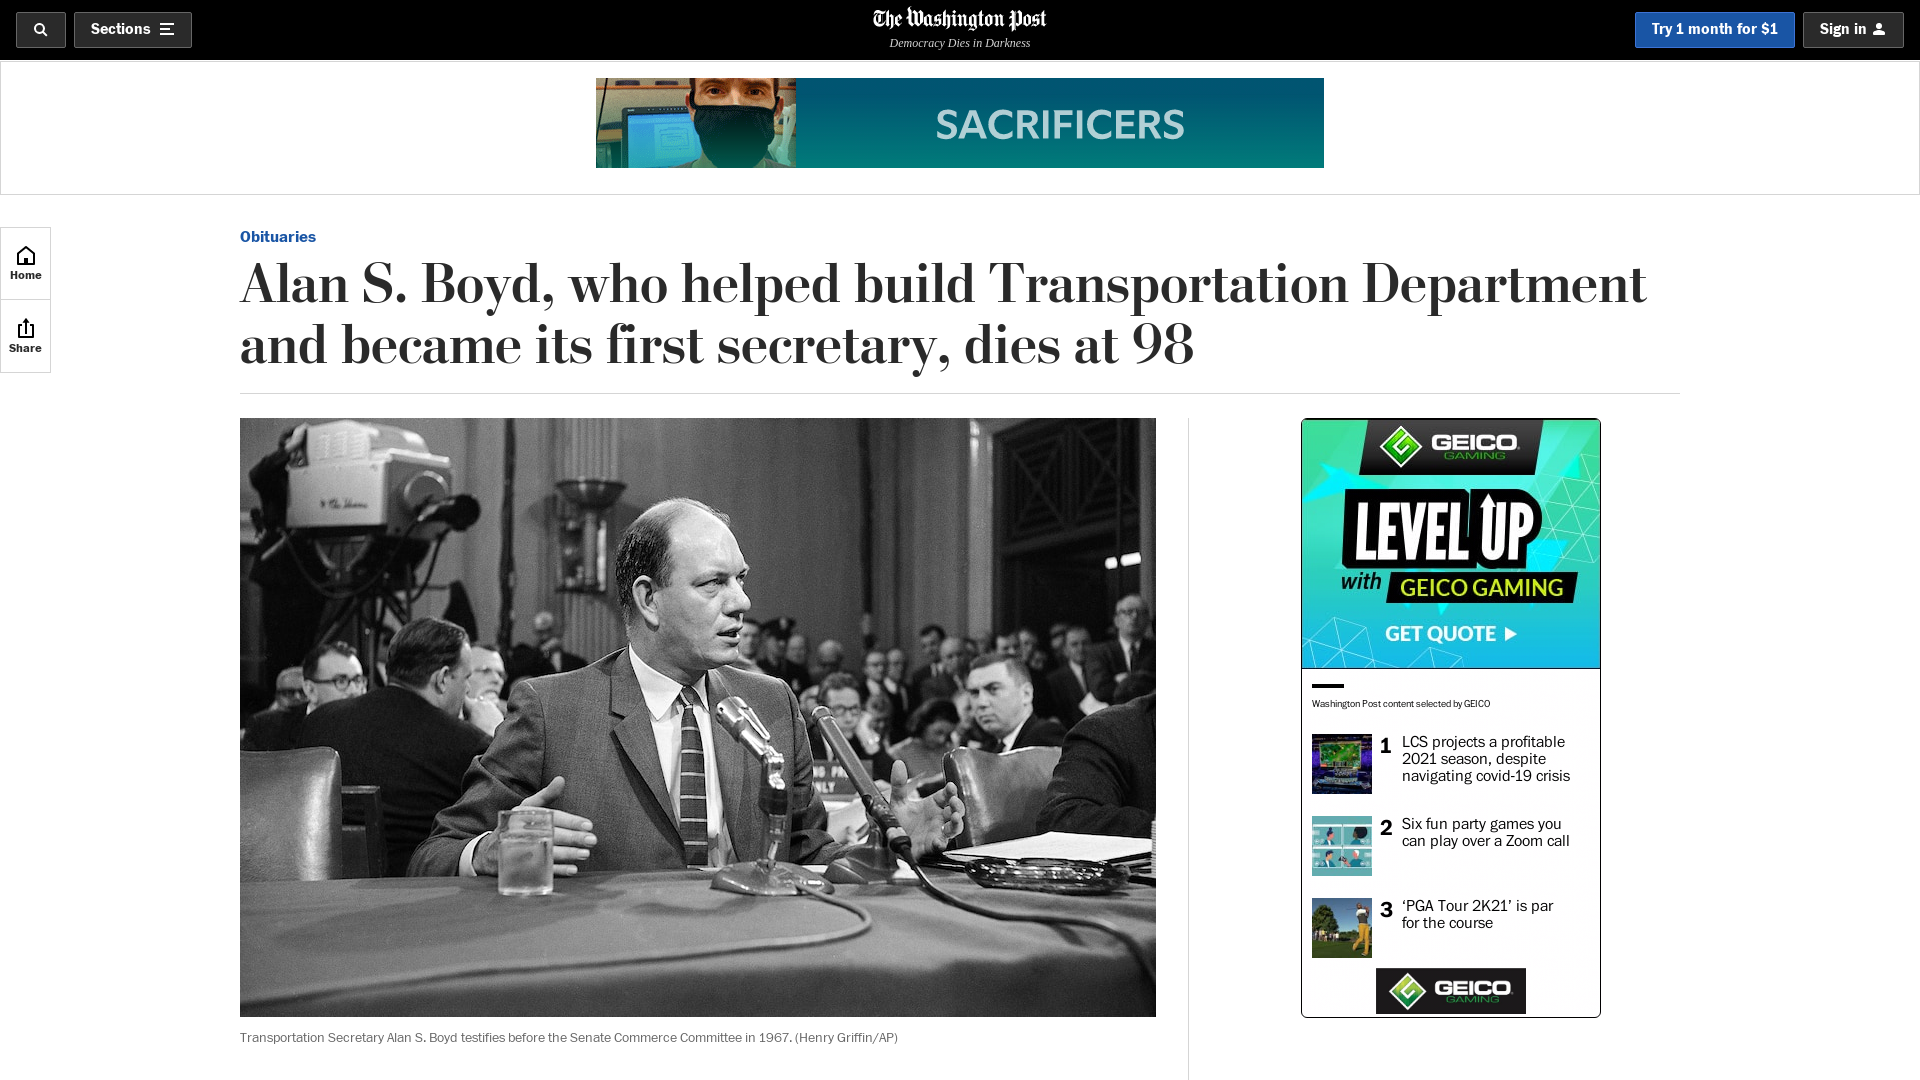 Sections
The Washington Post
Democracy Dies in Darkness
Try 1 month for $1
Sign in
SACRIFICERS
Home
Share
Obituaries
Alan S. Boyd, who helped build Transportation Department
and became its first secretary, dies at 98
Transportation Secretary Alan S. Boyd testifies before the Senate Commerce Committee in 1967. (Henry Griffin/AP)
GEICO
GAMING
LEVEL UP
with GEICO GAMING
GET QUOTE
Washington Post content selected by GEICO
1 LCS projects a profitable
2021 season, despite
navigating covid-19 crisis
2 Six fun party games you
can play over a Zoom call
3 ‘PGA Tour 2K21’ is par
for the course
GEICO
GAMING